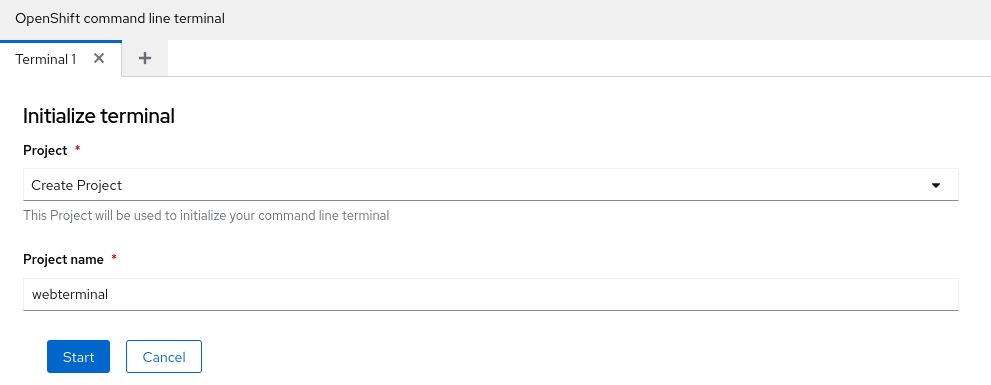 OpenShift command line terminal
Terminal 1
Initialize terminal
Project *
Create Project
This Project will be used to initialize your command line terminal
Project name *
webterminal
Start Cancel